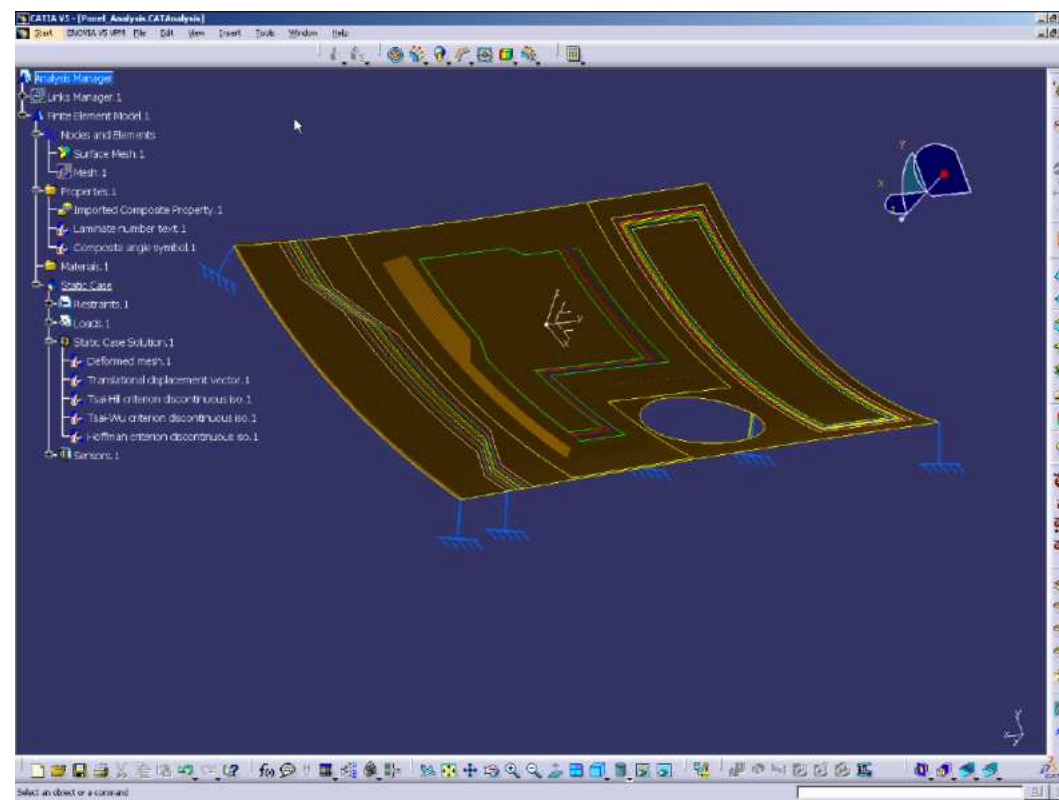 CATIA V5 - [Panel_Analysis.CATAnalysis]
Start ENOVIA V5 VPM File Edit View Insert Tools Window Help
Analysis Manager
Links Manager.1
Finite Element Model.1
Nodes and Elements
Surface Mesh.1
Mesh.1
Properties.1
Imported Composite Property.1
Laminate number text.1
Composite angle symbol.1
Materials.1
Static Case
Restraints.1
Loads.1
Static Case Solution.1
Deformed mesh.1
Translational displacement vector.1
Tsai-Hill criterion discontinuous iso.1
Tsai-Wu criterion discontinuous iso.1
Hoffman criterion discontinuous iso.1
Sensors.1
Y
X
f(x)
Select an object or a command